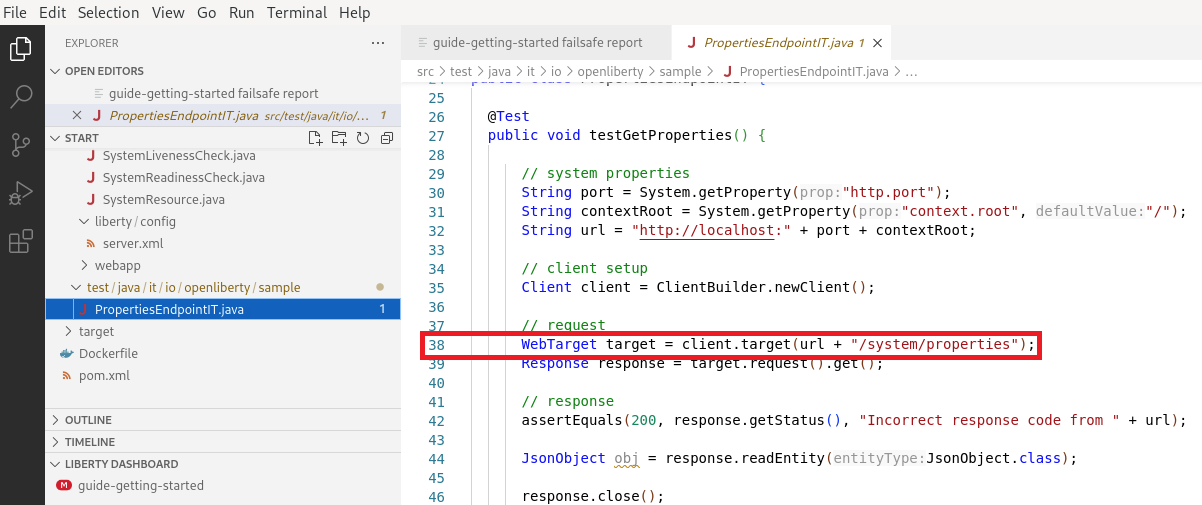 File Edit Selection View Go Run Terminal Help
EXPLORER ...
OPEN EDITORS
guide-getting-started failsafe report
PropertiesEndpointIT.java src/test/java/it/io/... 1
START
SystemLivenessCheck.java
SystemReadinessCheck.java
SystemResource.java
liberty / config
server.xml
webapp
test / java / it / io / openliberty / sample
PropertiesEndpointIT.java 1
target
Dockerfile
pom.xml
OUTLINE
TIMELINE
LIBERTY DASHBOARD
M guide-getting-started
guide-getting-started failsafe report
PropertiesEndpointIT.java 1
src > test > java > it > io > openliberty > sample > PropertiesEndpointIT.java > ...
25
26 @Test
27 public void testGetProperties() {
28
29 // system properties
30 String port = System.getProperty(prop:"http.port");
31 String contextRoot = System.getProperty(prop:"context.root", defaultValue:"/");
32 String url = "http://localhost:" + port + contextRoot;
33
34 // client setup
35 Client client = ClientBuilder.newClient();
36
37 // request
38 WebTarget target = client.target(url + "/system/properties");
39 Response response = target.request().get();
40
41 // response
42 assertEquals(200, response.getStatus(), "Incorrect response code from " + url);
43
44 JsonObject obj = response.readEntity(entityType:JsonObject.class);
45
46 response.close();